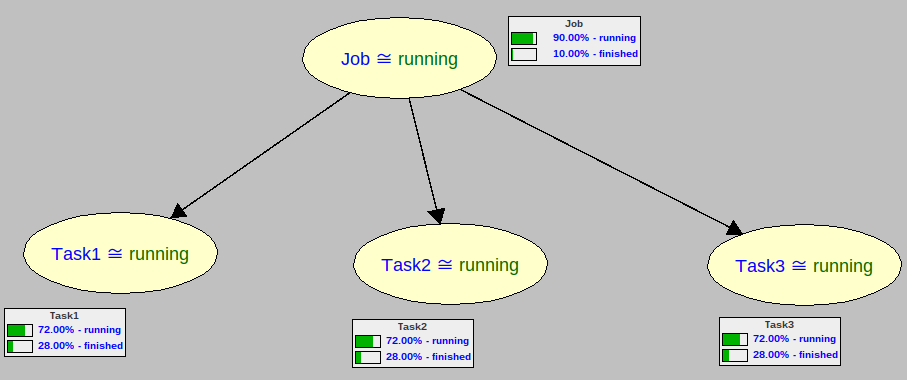 Job
90.00% - running
10.00% - finished
Job ≅ running
Task1 ≅ running
Task2 ≅ running
Task3 ≅ running
Task1
72.00% - running
28.00% - finished
Task2
72.00% - running
28.00% - finished
Task3
72.00% - running
28.00% - finished